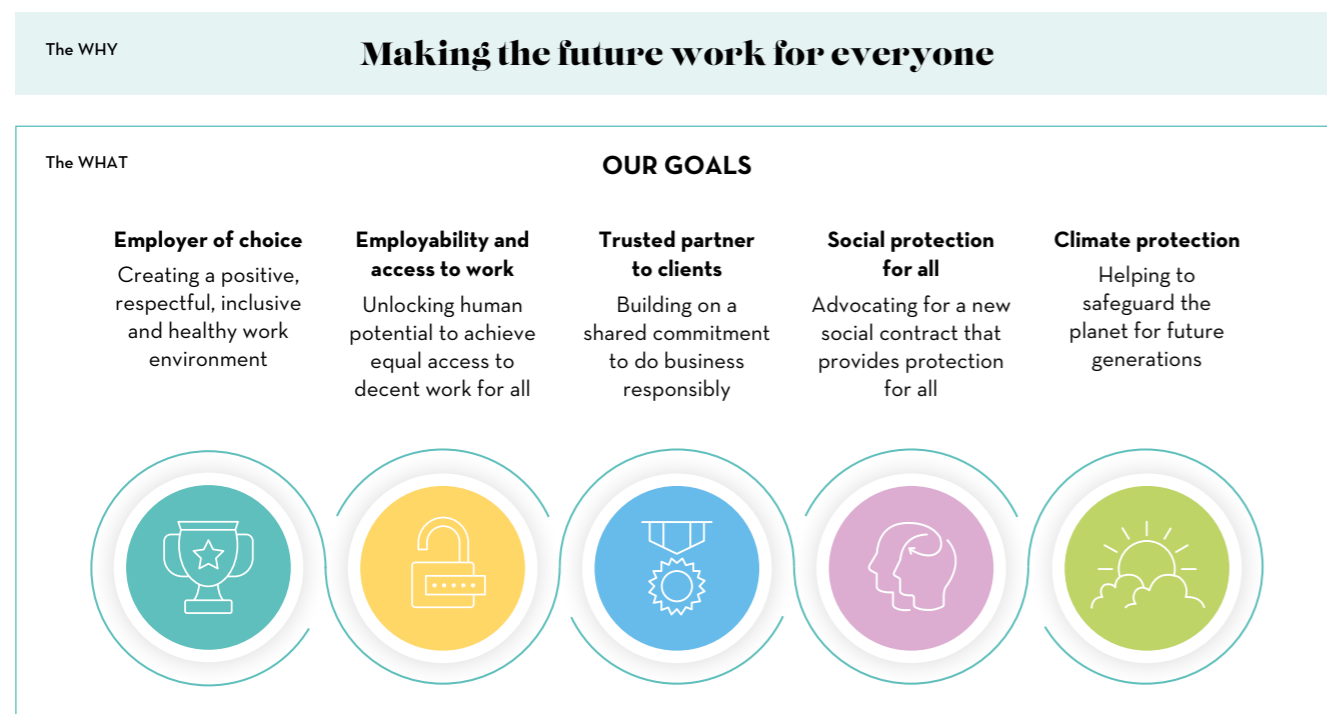 The WHY
Making the future work for everyone
The WHAT
OUR GOALS
Employer of choice
Creating a positive,
respectful, inclusive
and healthy work
environment
Employability and
access to work
Unlocking human
potential to achieve
equal access to
decent work for all
Trusted partner
to clients
Building on a
shared commitment
to do business
responsibly
Social protection
for all
Advocating for a new
social contract that
provides protection
for all
Climate protection
Helping to
safeguard the
planet for future
generations